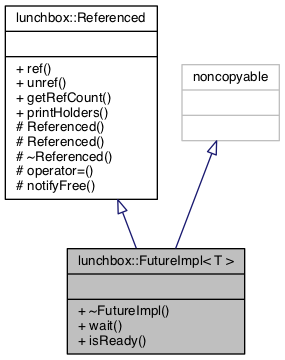 lunchbox::Referenced
+ ref()
+ unref()
+ getRefCount()
+ printHolders()
# Referenced()
# Referenced()
# ~Referenced()
# operator=()
# notifyFree()
noncopyable
lunchbox::FutureImpl< T >
+ ~FutureImpl()
+ wait()
+ isReady()